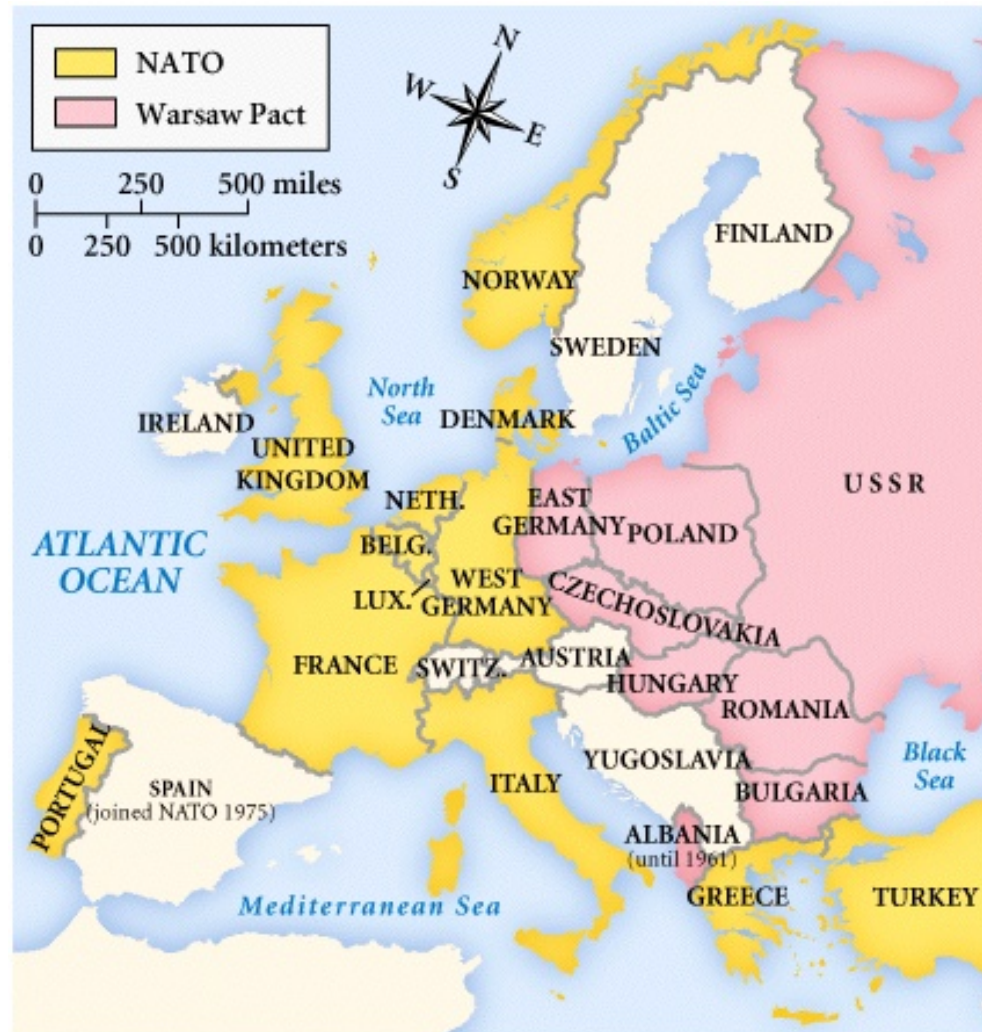 NATO
Warsaw Pact
N
W
E
S
0 250 500 miles
0 250 500 kilometers
FINLAND
NORWAY
SWEDEN
North
Sea
Baltic Sea
IRELAND
DENMARK
UNITED
KINGDOM
NETH.
EAST
GERMANY
POLAND
USSR
ATLANTIC
OCEAN
BELG.
LUX.
WEST
GERMANY
CZECHOSLOVAKIA
FRANCE
SWITZ.
AUSTRIA
HUNGARY
ROMANIA
PORTUGAL
SPAIN
(joined NATO 1975)
ITALY
YUGOSLAVIA
BULGARIA
Black
Sea
ALBANIA
(until 1961)
GREECE
TURKEY
Mediterranean Sea